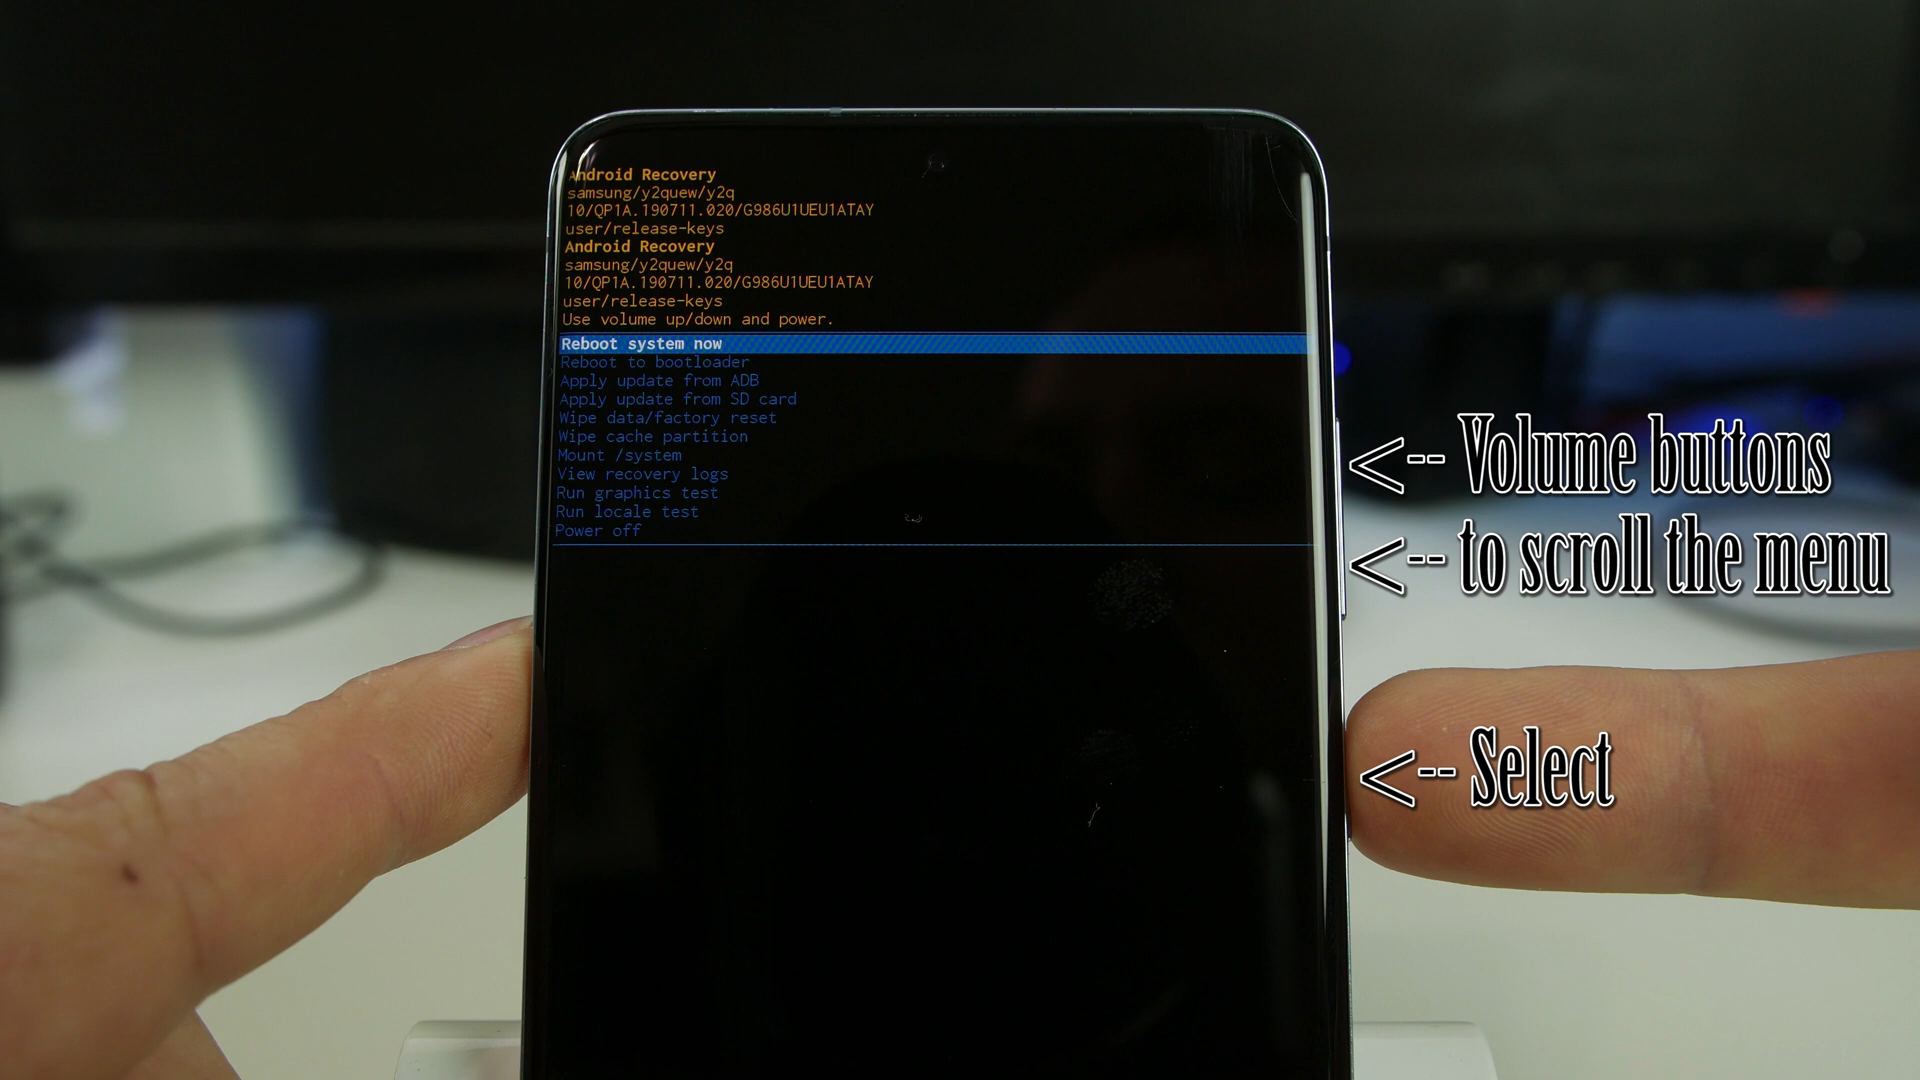 Android Recovery
samsung/y2quew/y2q
10/QP1A.190711.020/G986U1UEU1ATAY
user/release-keys
Android Recovery
samsung/y2quew/y2q
10/QP1A.190711.020/G986U1UEU1ATAY
user/release-keys
Use volume up/down and power.
Reboot system now
Reboot to bootloader
Apply update from ADB
Apply update from SD card
Wipe data/factory reset
Wipe cache partition
Mount /system
View recovery logs
Run graphics test
Run locale test
Power off
<-- Volume buttons
<-- to scroll the menu
<-- Select